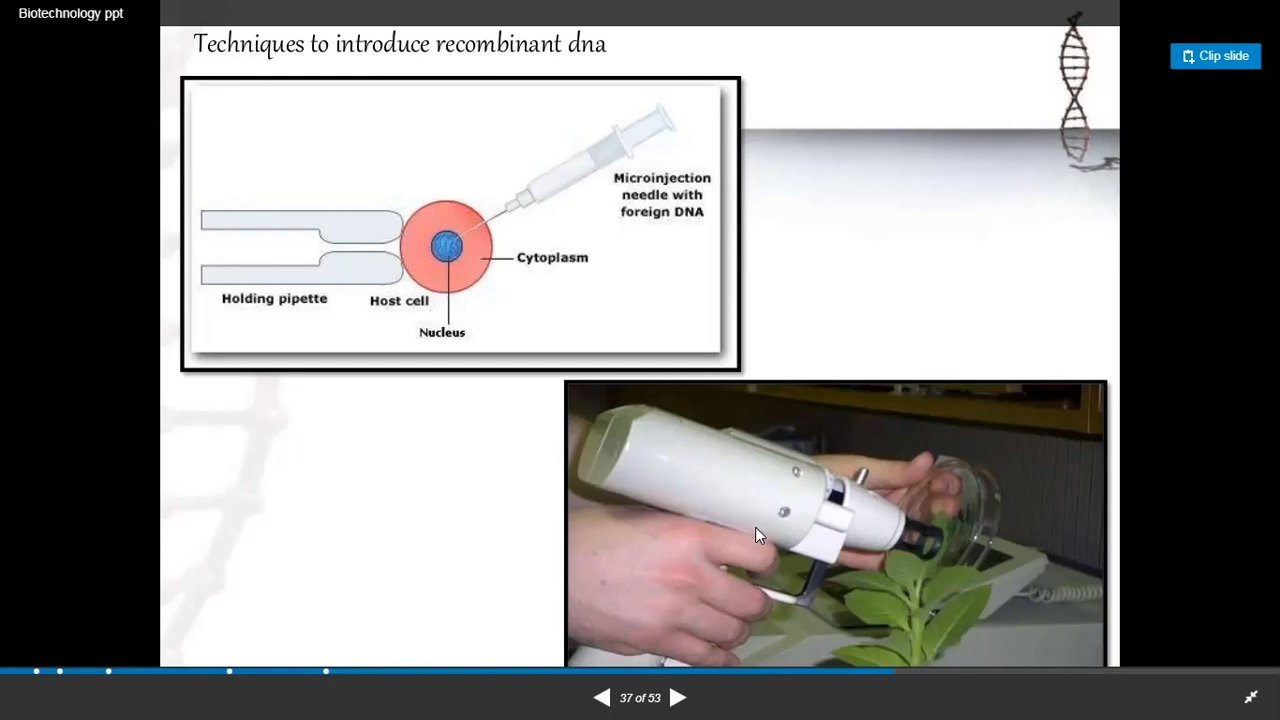 Biotechnology ppt
Techniques to introduce recombinant dna
Clip slide
Microinjection
needle with
foreign DNA
Cytoplasm
Holding pipette
Host cell
Nucleus
37 of 53